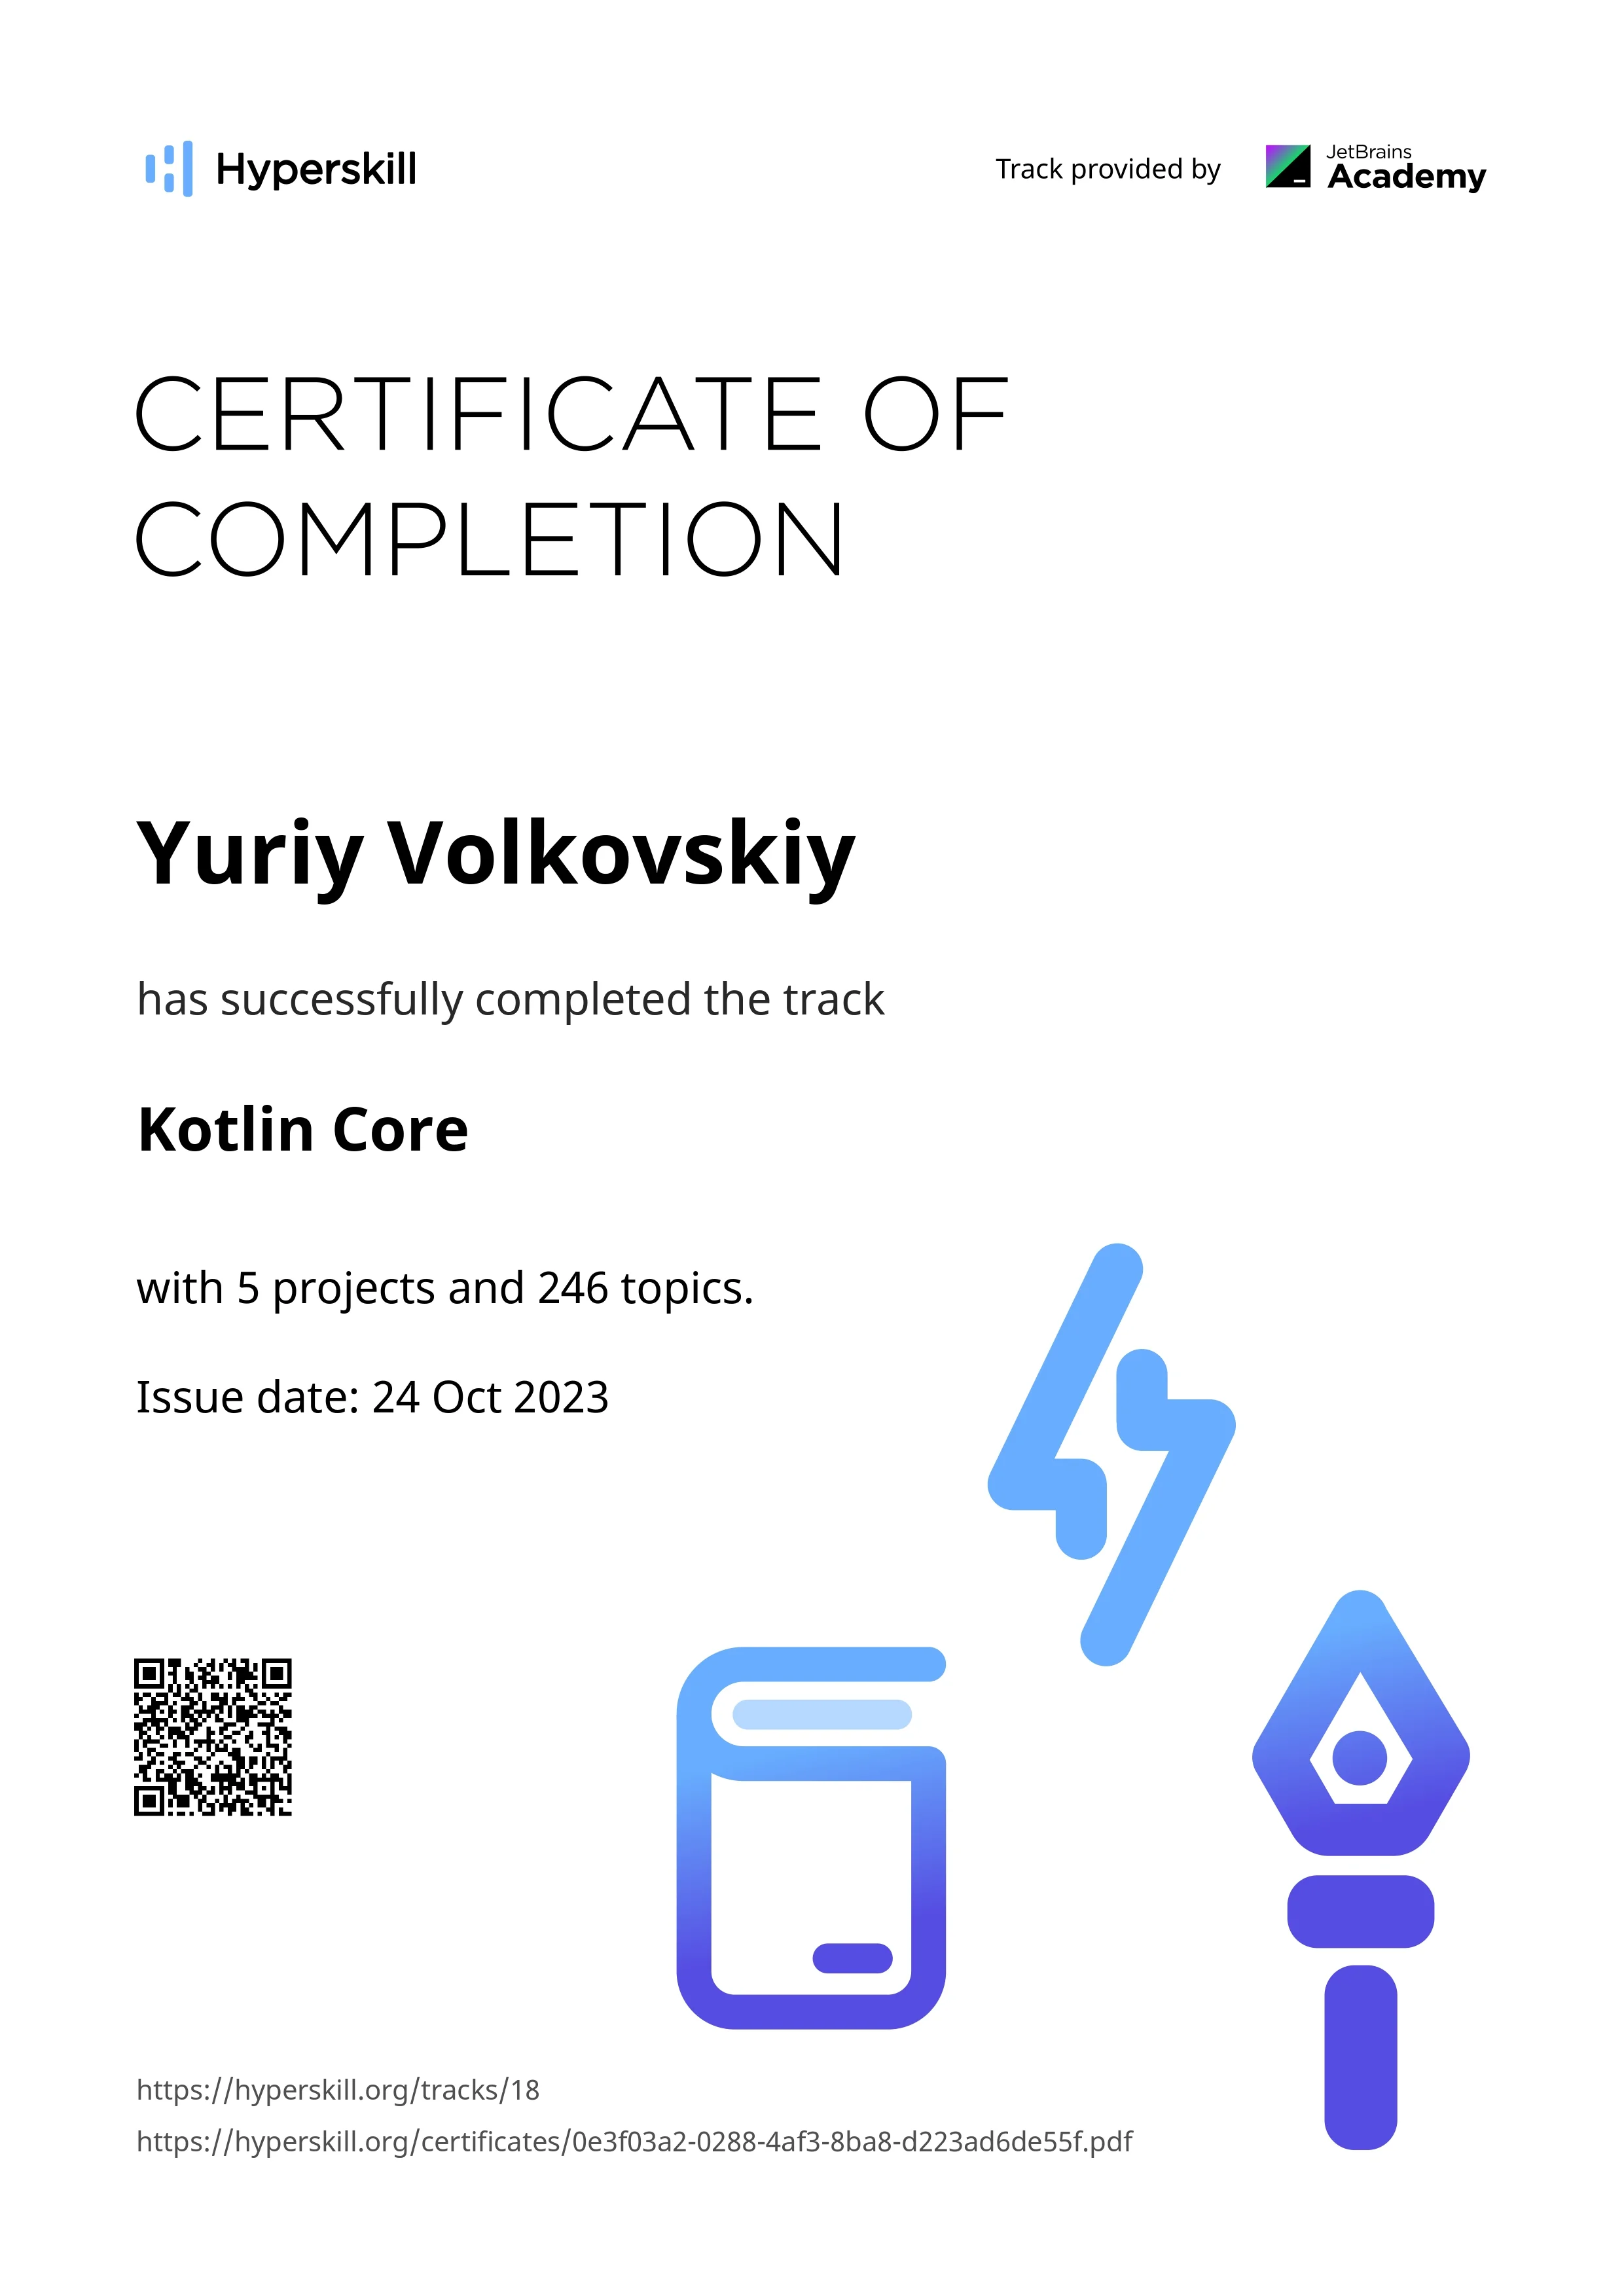 Hyperskill
Track provided by
JetBrains
Academy
CERTIFICATE OF
COMPLETION
Yuriy Volkovskiy
has successfully completed the track
Kotlin Core
with 5 projects and 246 topics.
Issue date: 24 Oct 2023
https://hyperskill.org/tracks/18
https://hyperskill.org/certificates/0e3f03a2-0288-4af3-8ba8-d223ad6de55f.pdf